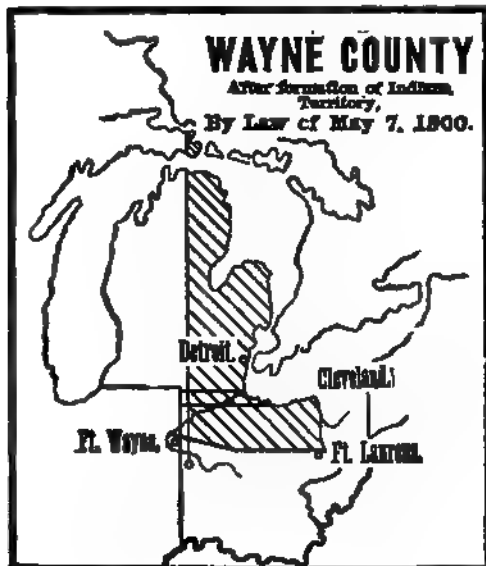 WAYNE COUNTY
After formation of Indiana
Territory,
By Law of May 7, 1800.
Detroit.
Cleveland.
Ft. Wayne.
Ft. Laurens.